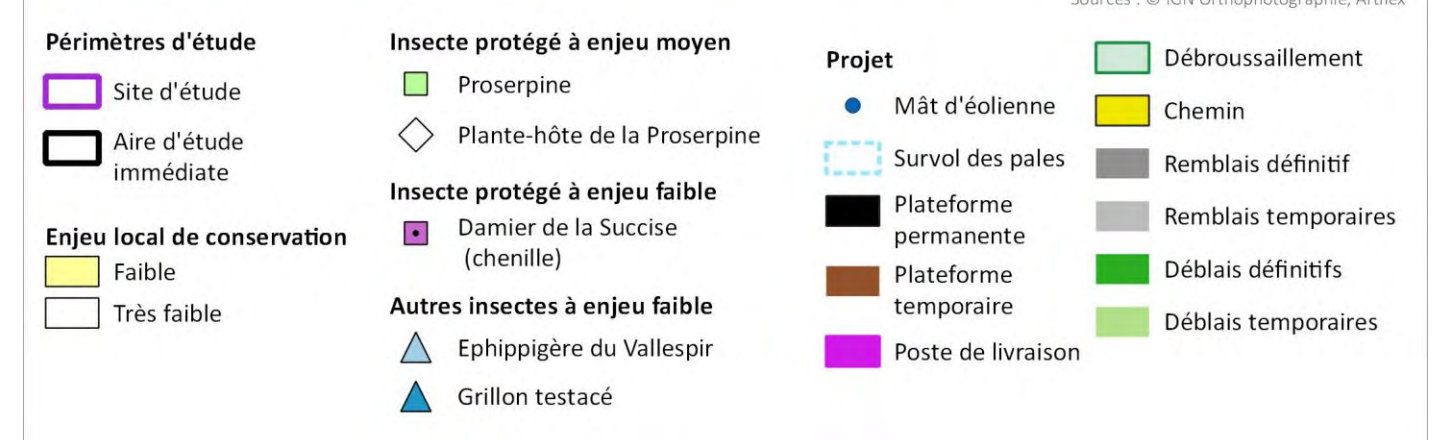 Sources : © IGN Orthophotographie, Artifex
Périmètres d'étude
Site d'étude
Aire d'étude
immédiate
Enjeu local de conservation
Faible
Très faible
Insecte protégé à enjeu moyen
Proserpine
Plante-hôte de la Proserpine
Insecte protégé à enjeu faible
Damier de la Succise
(chenille)
Autres insectes à enjeu faible
Ephippigère du Vallespir
Grillon testacé
Projet
Mât d'éolienne
Survol des pales
Plateforme
permanente
Plateforme
temporaire
Poste de livraison
Débroussaillement
Chemin
Remblais définitif
Remblais temporaires
Déblais définitifs
Déblais temporaires